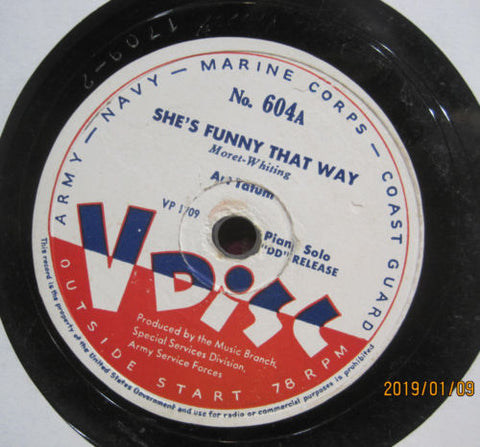 1709-2
ARMY — NAVY — MARINE CORPS — COAST GUARD
No. 604A
SHE'S FUNNY THAT WAY
Moret-Whiting
Art Tatum
VP 1709
Piano Solo
"DD" RELEASE
V DISC
Produced by the Music Branch,
Special Services Division,
Army Service Forces
OUTSIDE START 78 RPM
This record is the property of the United States Government and use for radio or commercial purposes is prohibited
2019/01/09